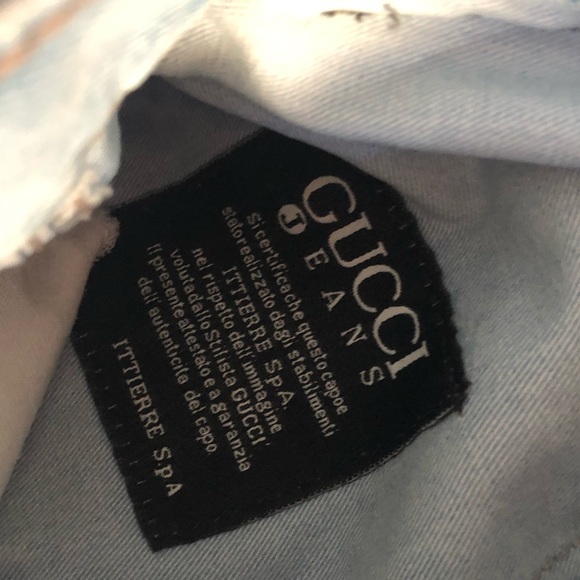 GUCCI
JEANS
Si certifica che questo capo e
stato realizzato dagli stabilimenti
ITTIERRE S.P.A.
nel rispetto dell'immagine
voluta dallo Stilista GUCCI
Il presente attestato e a garanzia
dell'autenticita del capo.
ITTIERRE S.P.A